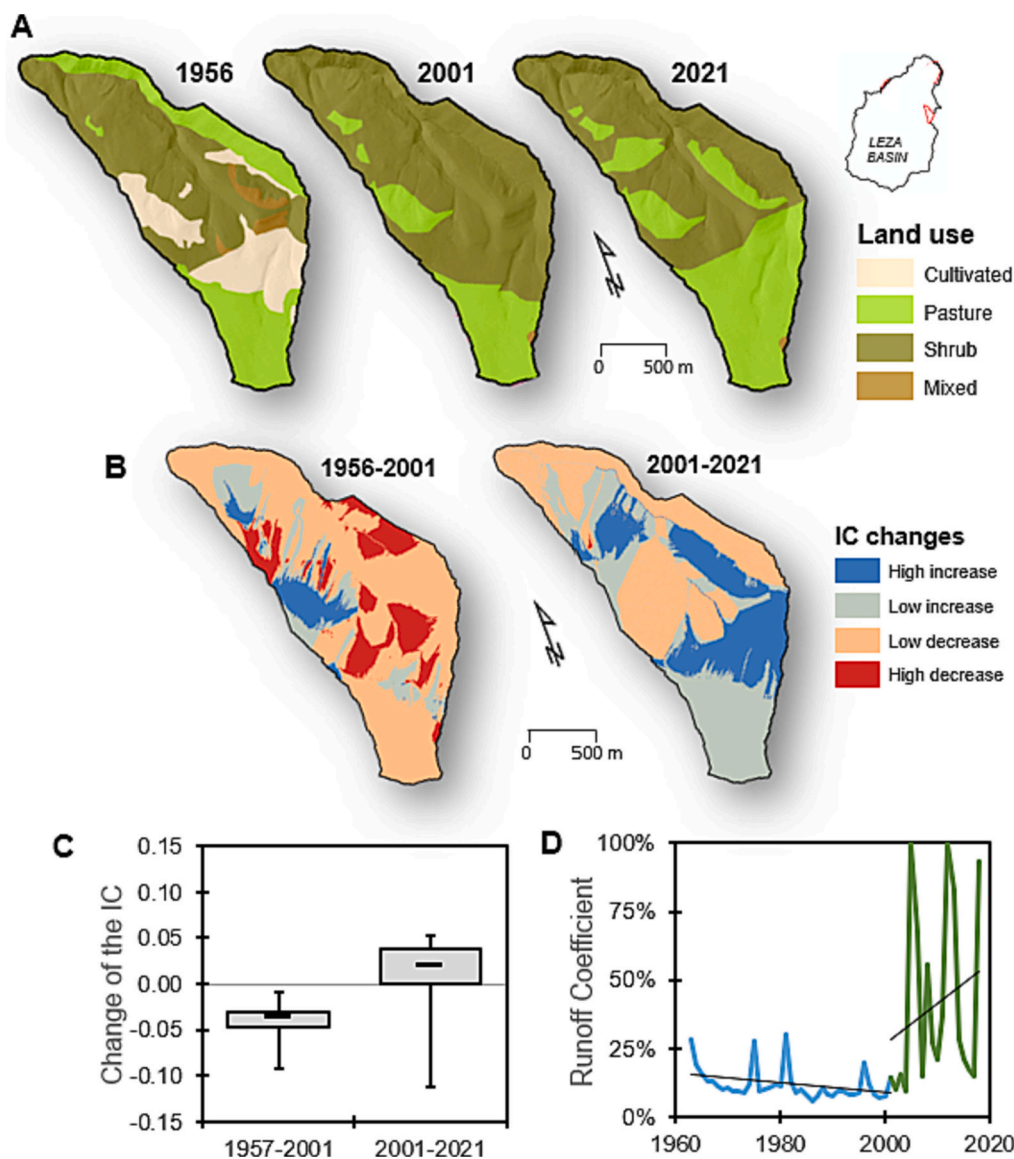 A
1956
2001
2021
LEZA
BASIN
Land use
Cultivated
Pasture
Shrub
Mixed
0 500 m
B
1956-2001
2001-2021
IC changes
High increase
Low increase
Low decrease
High decrease
0 500 m
C
Change of the IC
0.15
0.10
0.05
0.00
-0.05
-0.10
-0.15
1957-2001
2001-2021
D
Runoff Coefficient
100%
75%
50%
25%
0%
1960
1980
2000
2020